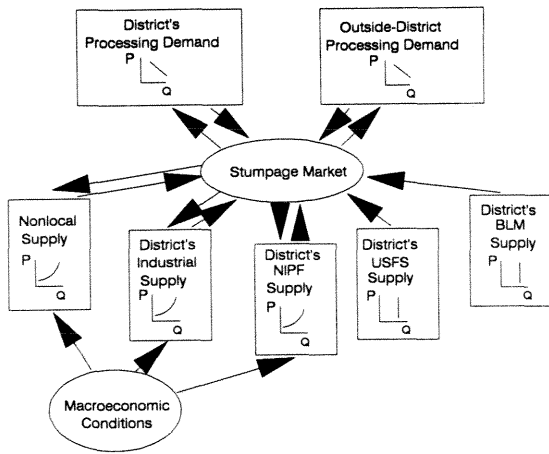 District's
Processing Demand
P
Q
Outside-District
Processing Demand
P
Q
Stumpage Market
Nonlocal
Supply
P
Q
District's
Industrial
Supply
P
Q
District's
NIPF
Supply
P
Q
District's
USFS
Supply
P
Q
District's
BLM
Supply
P
Q
Macroeconomic
Conditions